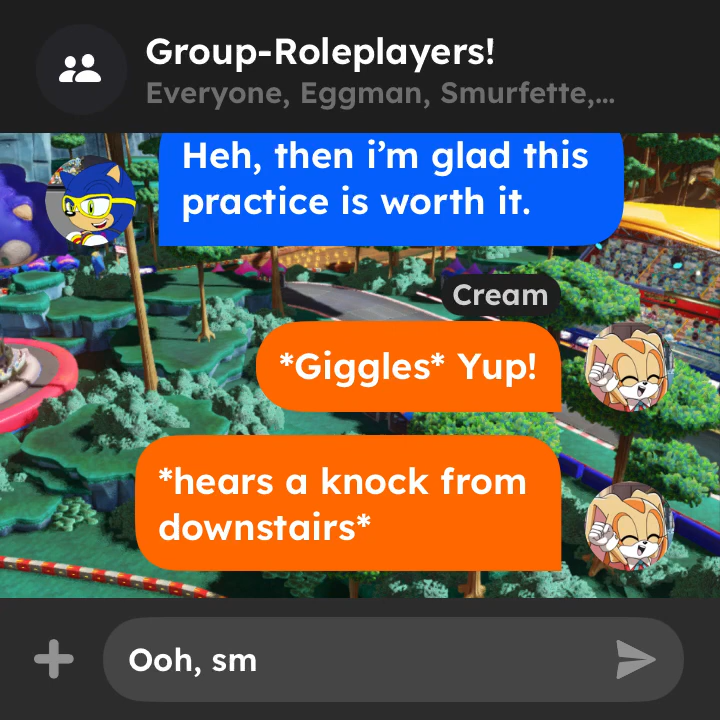 Group-Roleplayers!
Everyone, Eggman, Smurfette,...
Heh, then i’m glad this
practice is worth it.
Cream
*Giggles* Yup!
*hears a knock from
downstairs*
Ooh, sm